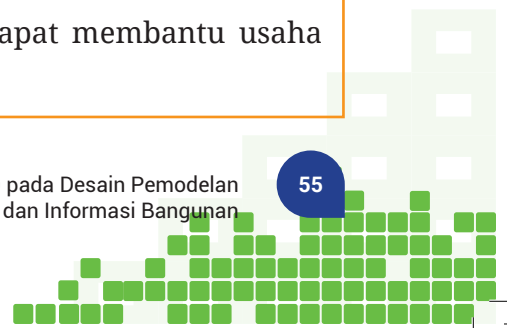 apat membantu usaha
pada Desain Pemodelan
55
dan Informasi Bangunan